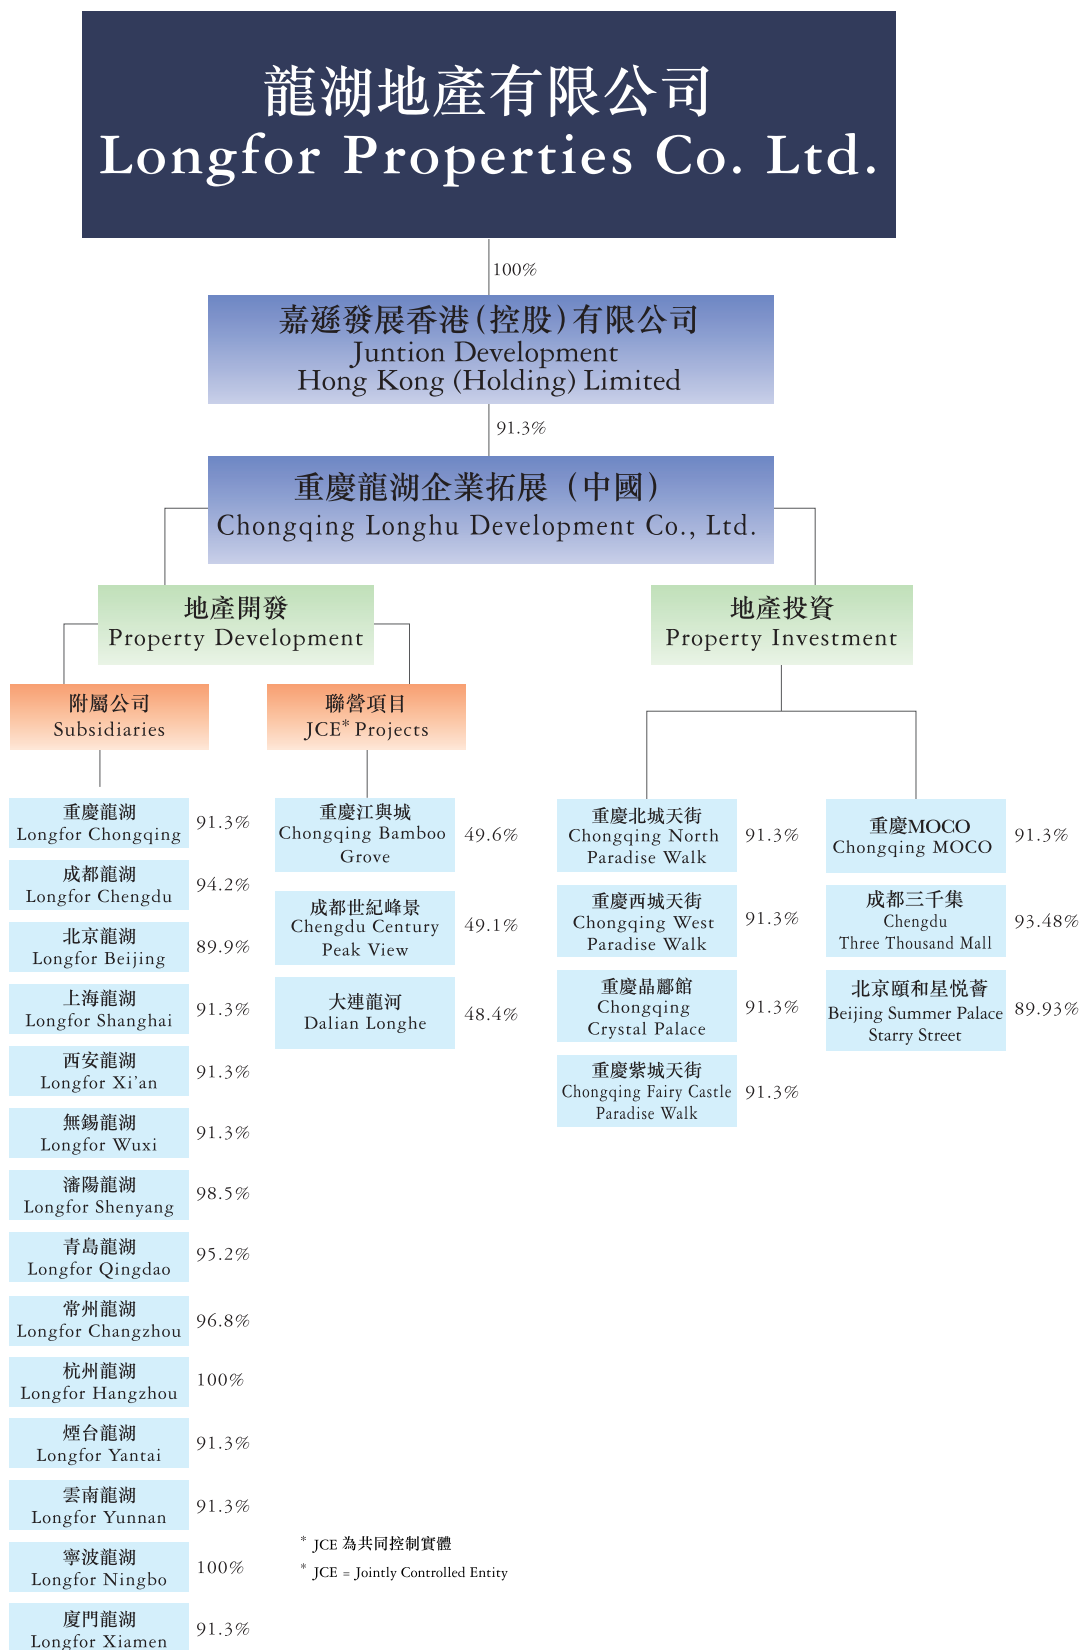 龍湖地產有限公司
Longfor Properties Co. Ltd.
100%
嘉遜發展香港(控股)有限公司
Juntion Development
Hong Kong (Holding) Limited
91.3%
重慶龍湖企業拓展（中國）
Chongqing Longhu Development Co., Ltd.
地產開發
Property Development
地產投資
Property Investment
附屬公司
Subsidiaries
聯營項目
JCE* Projects
重慶龍湖
Longfor Chongqing
91.3%
成都龍湖
Longfor Chengdu
94.2%
北京龍湖
Longfor Beijing
89.9%
上海龍湖
Longfor Shanghai
91.3%
西安龍湖
Longfor Xi'an
91.3%
無錫龍湖
Longfor Wuxi
91.3%
瀋陽龍湖
Longfor Shenyang
98.5%
青島龍湖
Longfor Qingdao
95.2%
常州龍湖
Longfor Changzhou
96.8%
杭州龍湖
Longfor Hangzhou
100%
煙台龍湖
Longfor Yantai
91.3%
雲南龍湖
Longfor Yunnan
91.3%
寧波龍湖
Longfor Ningbo
100%
廈門龍湖
Longfor Xiamen
91.3%
重慶江與城
Chongqing Bamboo
Grove
49.6%
成都世紀峰景
Chengdu Century
Peak View
49.1%
大連龍河
Dalian Longhe
48.4%
重慶北城天街
Chongqing North
Paradise Walk
91.3%
重慶西城天街
Chongqing West
Paradise Walk
91.3%
重慶晶酈館
Chongqing
Crystal Palace
91.3%
重慶紫城天街
Chongqing Fairy Castle
Paradise Walk
91.3%
重慶MOCO
Chongqing MOCO
91.3%
成都三千集
Chengdu
Three Thousand Mall
93.48%
北京頤和星悅薈
Beijing Summer Palace
Starry Street
89.93%
* JCE 為共同控制實體
* JCE = Jointly Controlled Entity